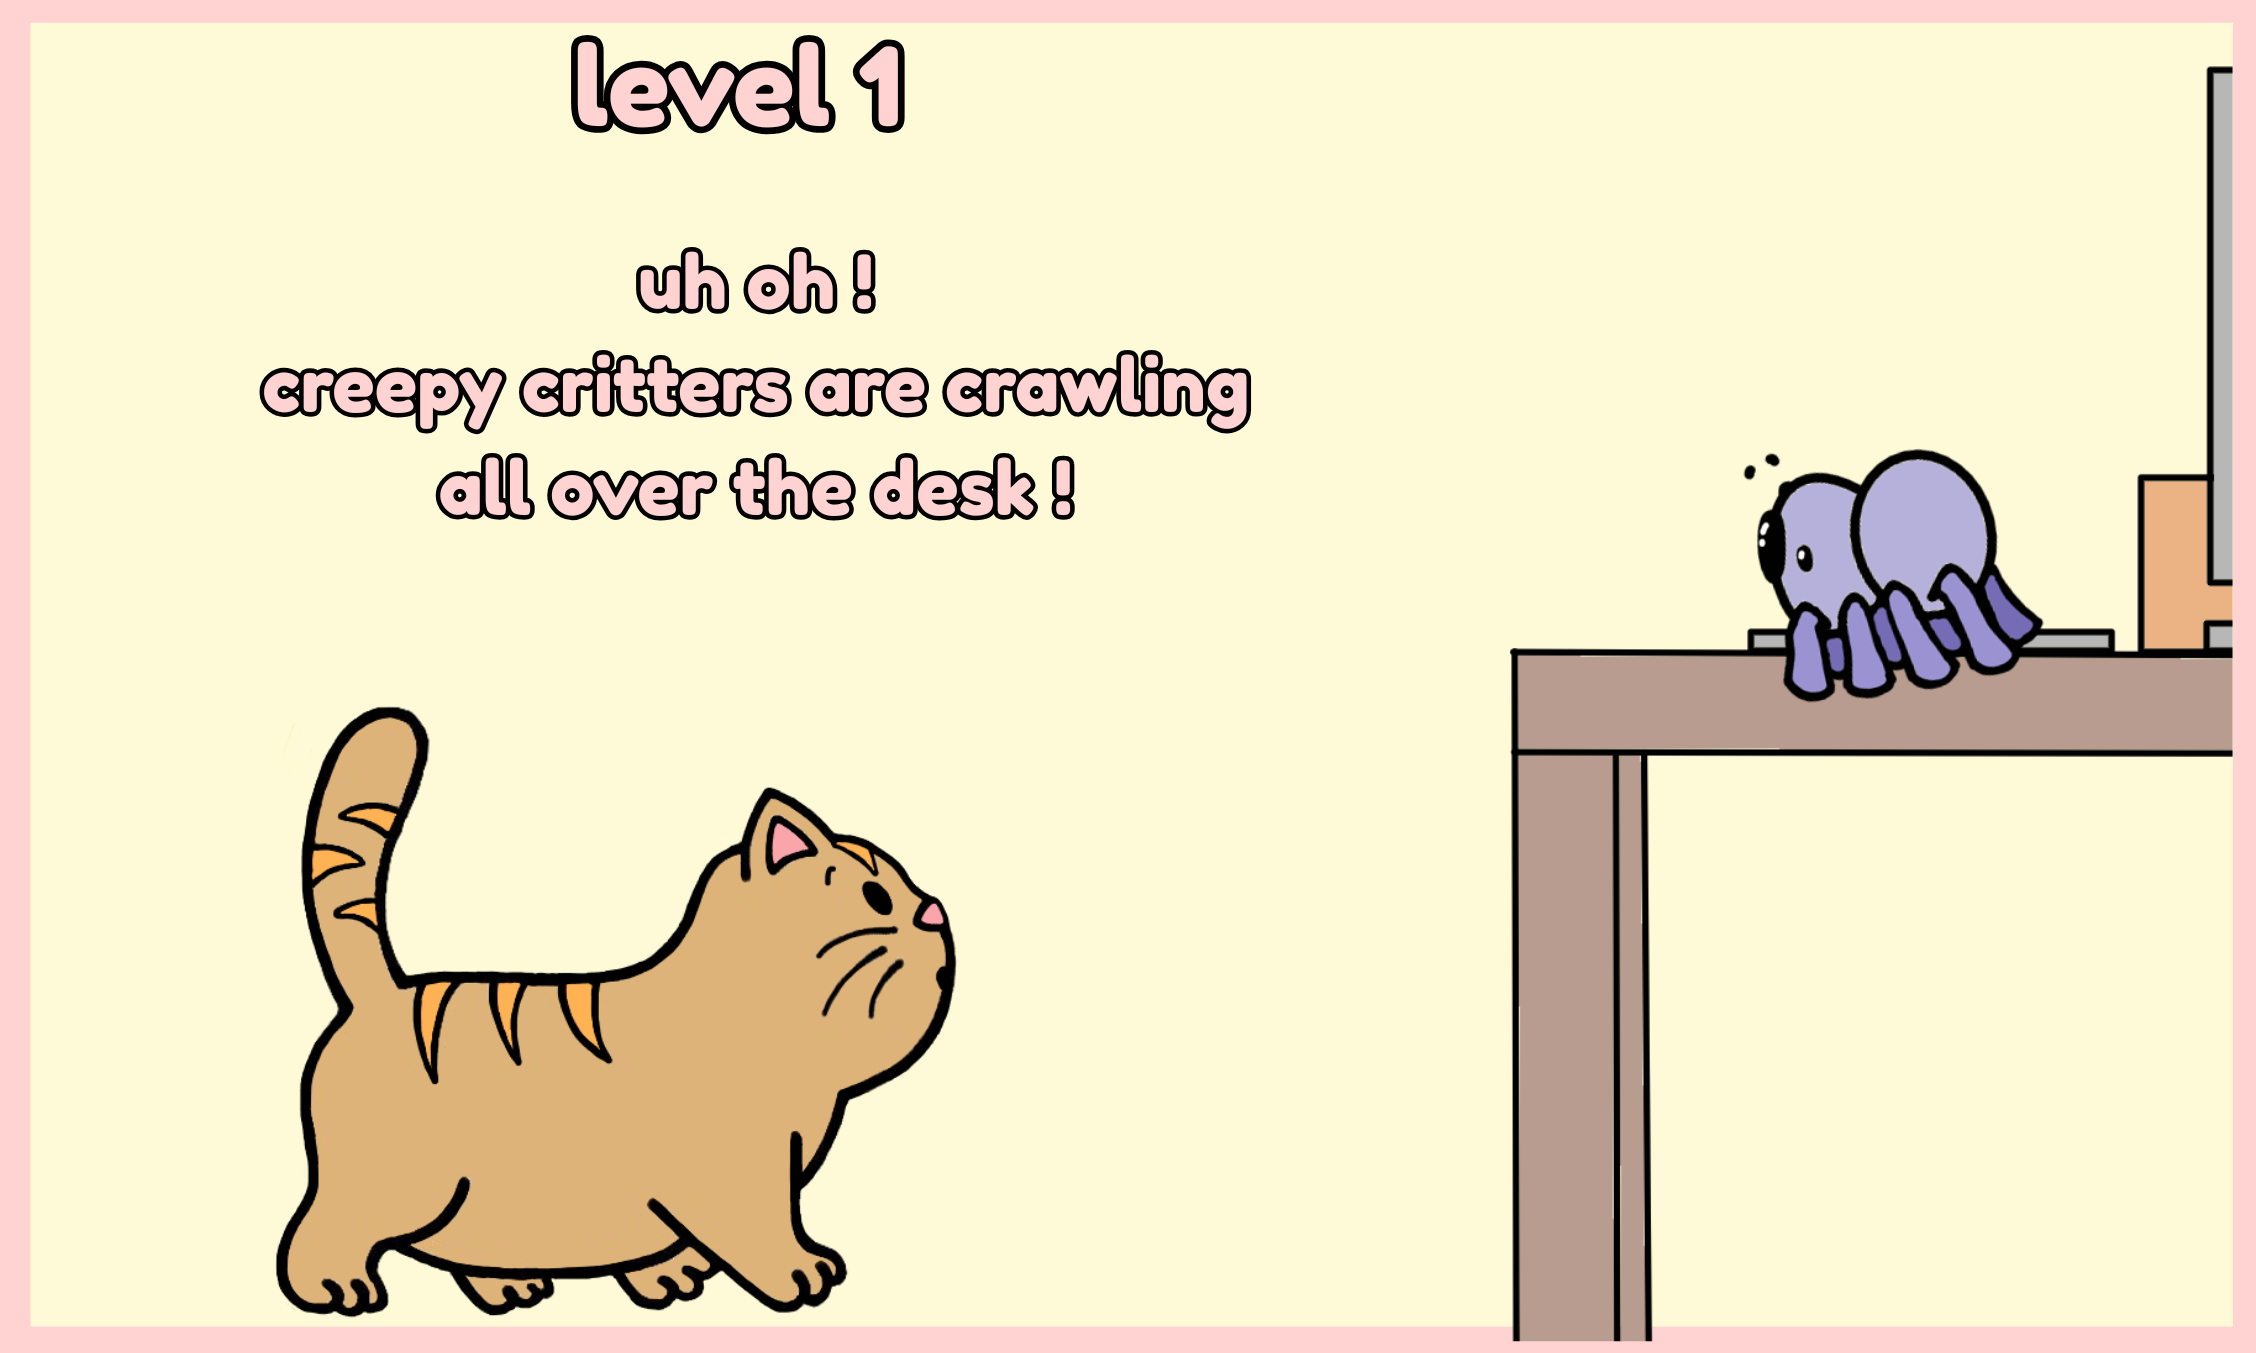 level 1
uh oh !
creepy critters are crawling
all over the desk !